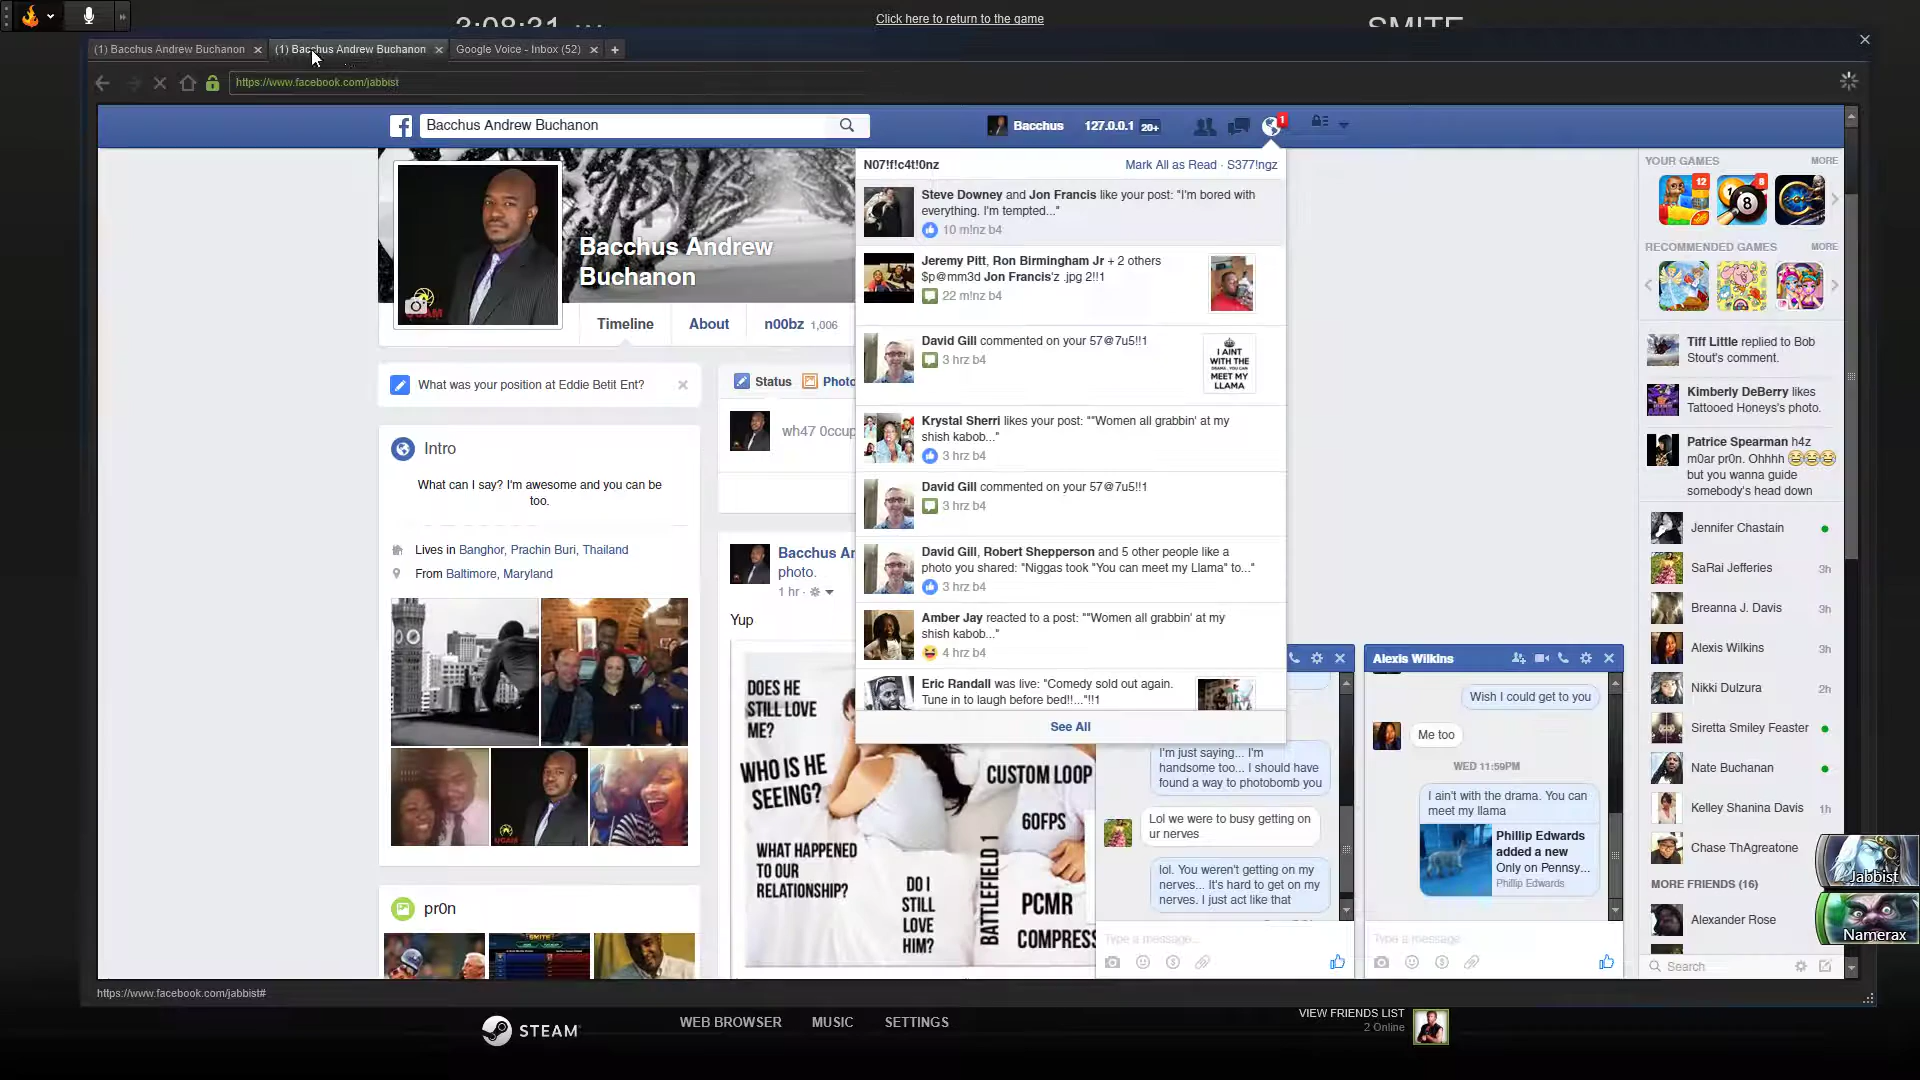 3:08:31
Click here to return to the game
SMITE
(1) Bacchus Andrew Buchanon
(1) Bacchus Andrew Buchanon
Google Voice - Inbox (52)
https://www.facebook.com/jabbist
Bacchus Andrew Buchanon
Bacchus
127.0.0.1 20+
1
Bacchus Andrew
Buchanon
UGAM
Timeline
About
n00bz 1,006
What was your position at Eddie Betit Ent?
Intro
What can I say? I'm awesome and you can be
too.
Lives in Banghor, Prachin Buri, Thailand
From Baltimore, Maryland
pr0n
Status
Photo
wh47 0ccup
Bacchus An
photo.
1 hr ·
Yup
DOES HE
STILL LOVE
ME?
WHO IS HE
SEEING?
WHAT HAPPENED
TO OUR
RELATIONSHIP?
DO I
STILL
LOVE
HIM?
BATTLEFIELD 1
CUSTOM LOOP
60FPS
PCMR
COMPRESS
N07!f!c4t!0nz
Mark All as Read · S377!ngz
Steve Downey and Jon Francis like your post: "I'm bored with
everything. I'm tempted..."
10 m!nz b4
Jeremy Pitt, Ron Birmingham Jr + 2 others
$p@mm3d Jon Francis'z .jpg 2!!1
22 m!nz b4
David Gill commented on your 57@7u5!!1
3 hrz b4
I AINT
WITH THE
DRAMA , YOU CAN
MEET MY
LLAMA
Krystal Sherri likes your post: ""Women all grabbin' at my
shish kabob..."
3 hrz b4
David Gill commented on your 57@7u5!!1
3 hrz b4
David Gill, Robert Shepperson and 5 other people like a
photo you shared: "Niggas took "You can meet my Llama" to..."
3 hrz b4
Amber Jay reacted to a post: ""Women all grabbin' at my
shish kabob..."
4 hrz b4
Eric Randall was live: "Comedy sold out again.
Tune in to laugh before bed!!..."!!1
See All
I'm just saying... I'm
handsome too... I should have
found a way to photobomb you
Lol we were to busy getting on
ur nerves
lol. You weren't getting on my
nerves... It's hard to get on my
nerves. I just act like that
Type a message...
Alexis Wilkins
Wish I could get to you
Me too
WED 11:59PM
I ain't with the drama. You can
meet my llama
Phillip Edwards
added a new
Only on Pennsy...
Phillip Edwards
Type a message...
YOUR GAMES
MORE
12
8
8
RECOMMENDED GAMES
MORE
Tiff Little replied to Bob
Stout's comment.
Kimberly DeBerry likes
Tattooed Honeys's photo.
Patrice Spearman h4z
m0ar pr0n. Ohhhh
but you wanna guide
somebody's head down
Jennifer Chastain
SaRai Jefferies 3h
Breanna J. Davis 3h
Alexis Wilkins 3h
Nikki Dulzura 2h
Siretta Smiley Feaster
Nate Buchanan
Kelley Shanina Davis 1h
Chase ThAgreatone
MORE FRIENDS (16)
Alexander Rose
Search
Jabbist
Namerax
https://www.facebook.com/jabbist#
STEAM
WEB BROWSER
MUSIC
SETTINGS
VIEW FRIENDS LIST
2 Online